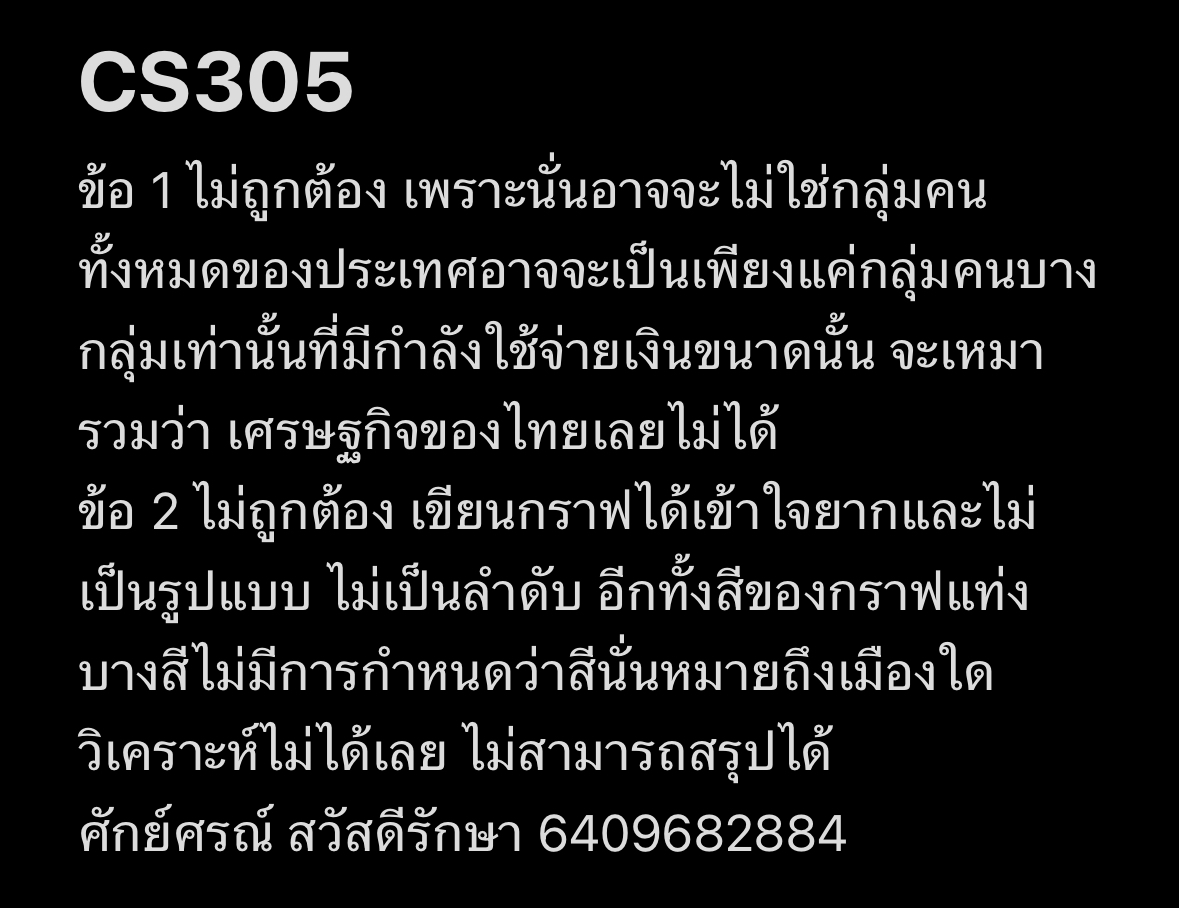 CS305
ข้อ 1 ไม่ถูกต้อง เพราะนั่นอาจจะไม่ใช่กลุ่มคน
ทั้งหมดของประเทศอาจจะเป็นเพียงแค่กลุ่มคนบาง
กลุ่มเท่านั้นที่มีกำลังใช้จ่ายเงินขนาดนั้น จะเหมา
รวมว่า เศรษฐกิจของไทยเลยไม่ได้
ข้อ 2 ไม่ถูกต้อง เขียนกราฟได้เข้าใจยากและไม่
เป็นรูปแบบ ไม่เป็นลำดับ อีกทั้งสีของกราฟแท่ง
บางสีไม่มีการกำหนดว่าสีนั่นหมายถึงเมืองใด
วิเคราะห์ไม่ได้เลย ไม่สามารถสรุปได้
ศักย์ศรณ์ สวัสดีรักษา 6409682884